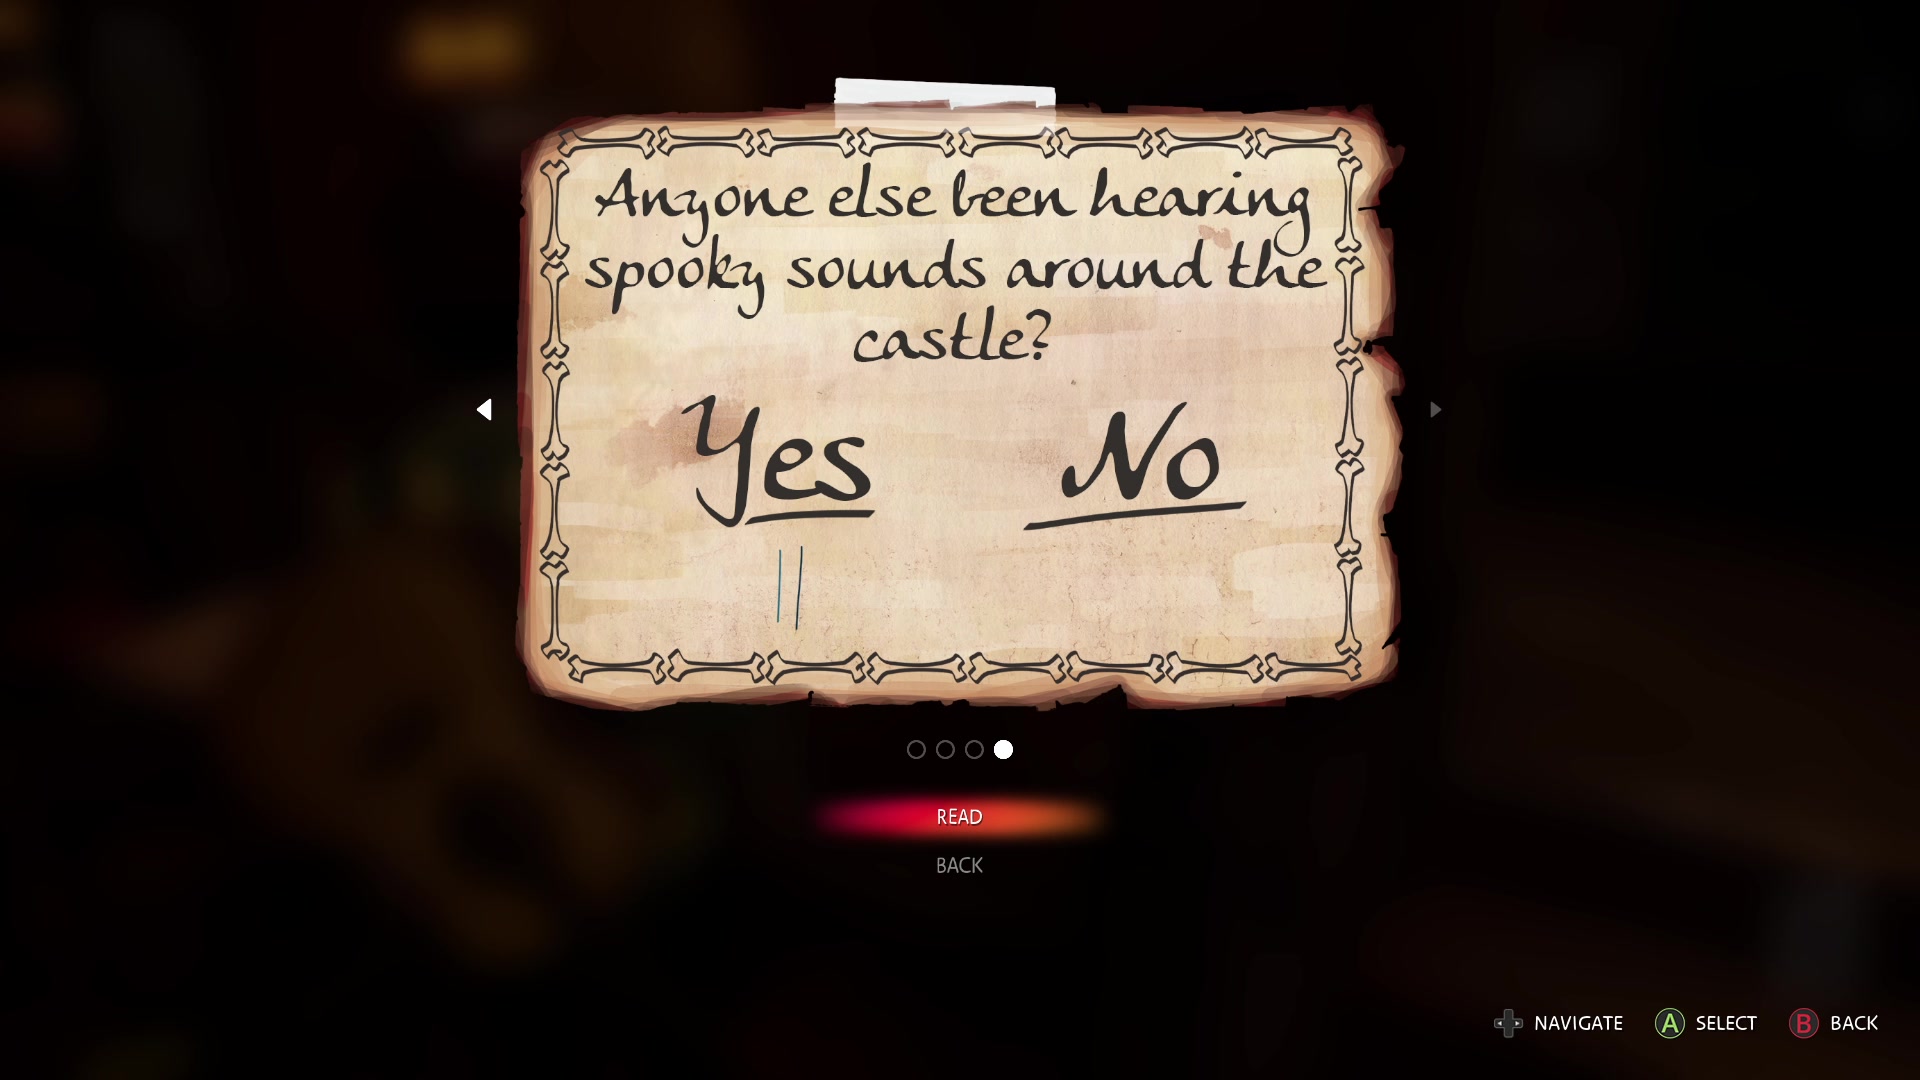 Anyone else been hearing
spooky sounds around the
castle?
Yes No
READ
BACK
NAVIGATE A SELECT B BACK